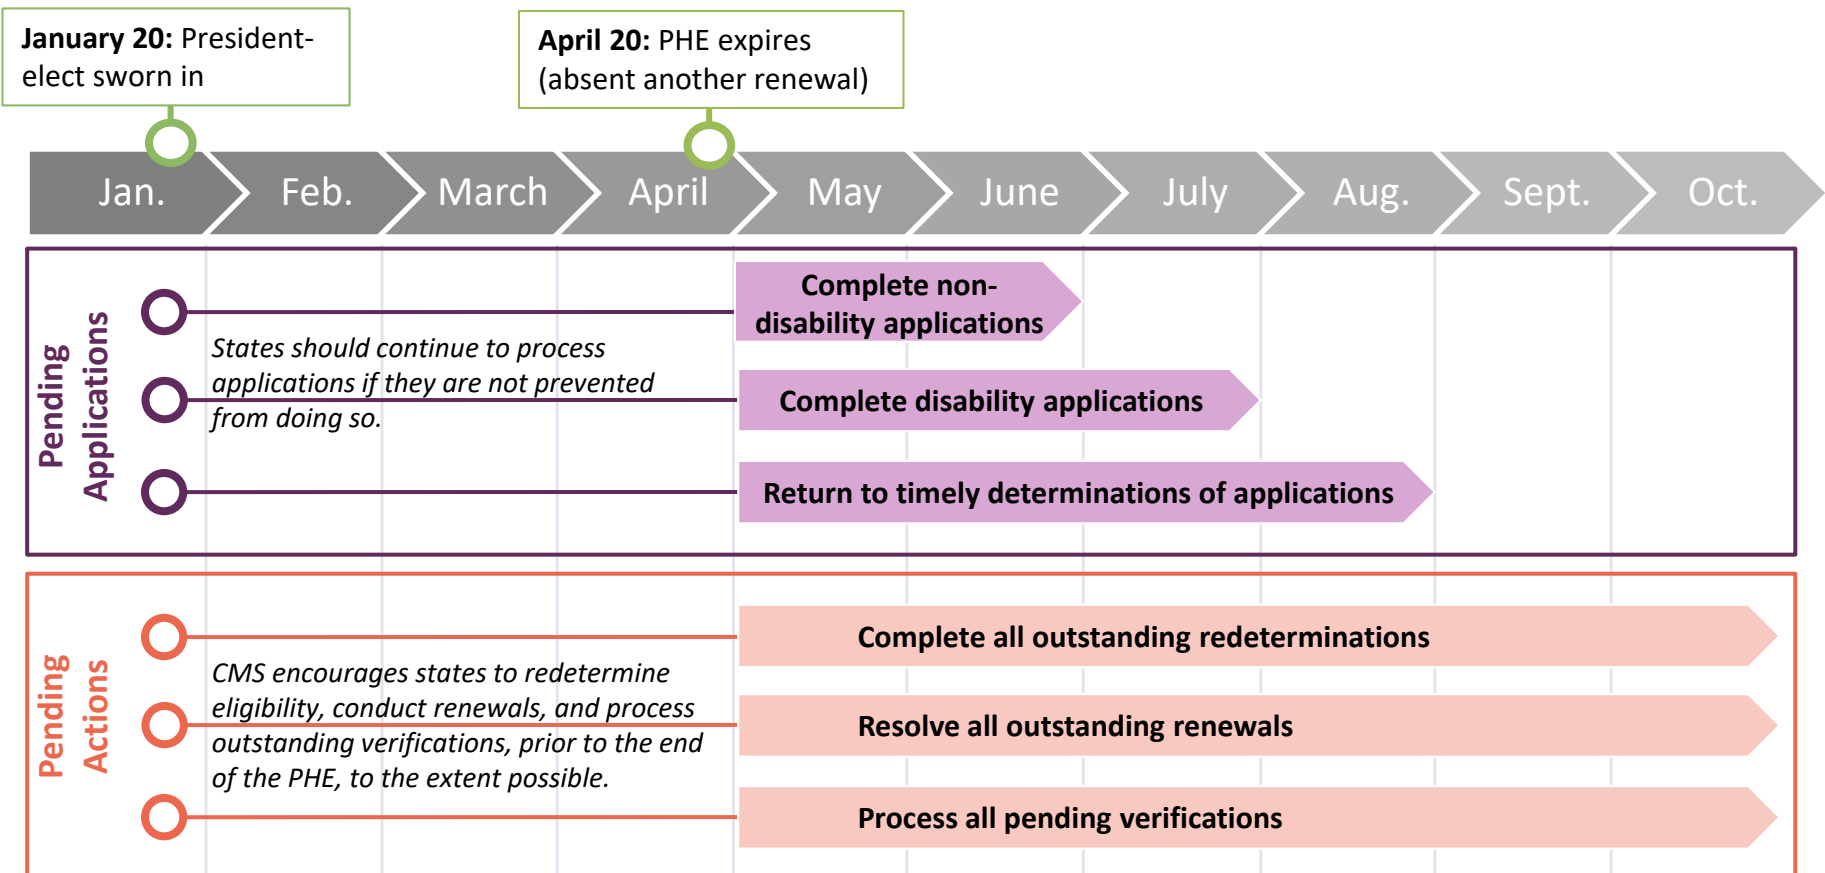 January 20: President-
elect sworn in
April 20: PHE expires
(absent another renewal)
Jan.
Feb.
March
April
May
June
July
Aug.
Sept.
Oct.
Pending
Applications
States should continue to process
applications if they are not prevented
from doing so.
Complete non-
disability applications
Complete disability applications
Return to timely determinations of applications
Pending
Actions
CMS encourages states to redetermine
eligibility, conduct renewals, and process
outstanding verifications, prior to the end
of the PHE, to the extent possible.
Complete all outstanding redeterminations
Resolve all outstanding renewals
Process all pending verifications